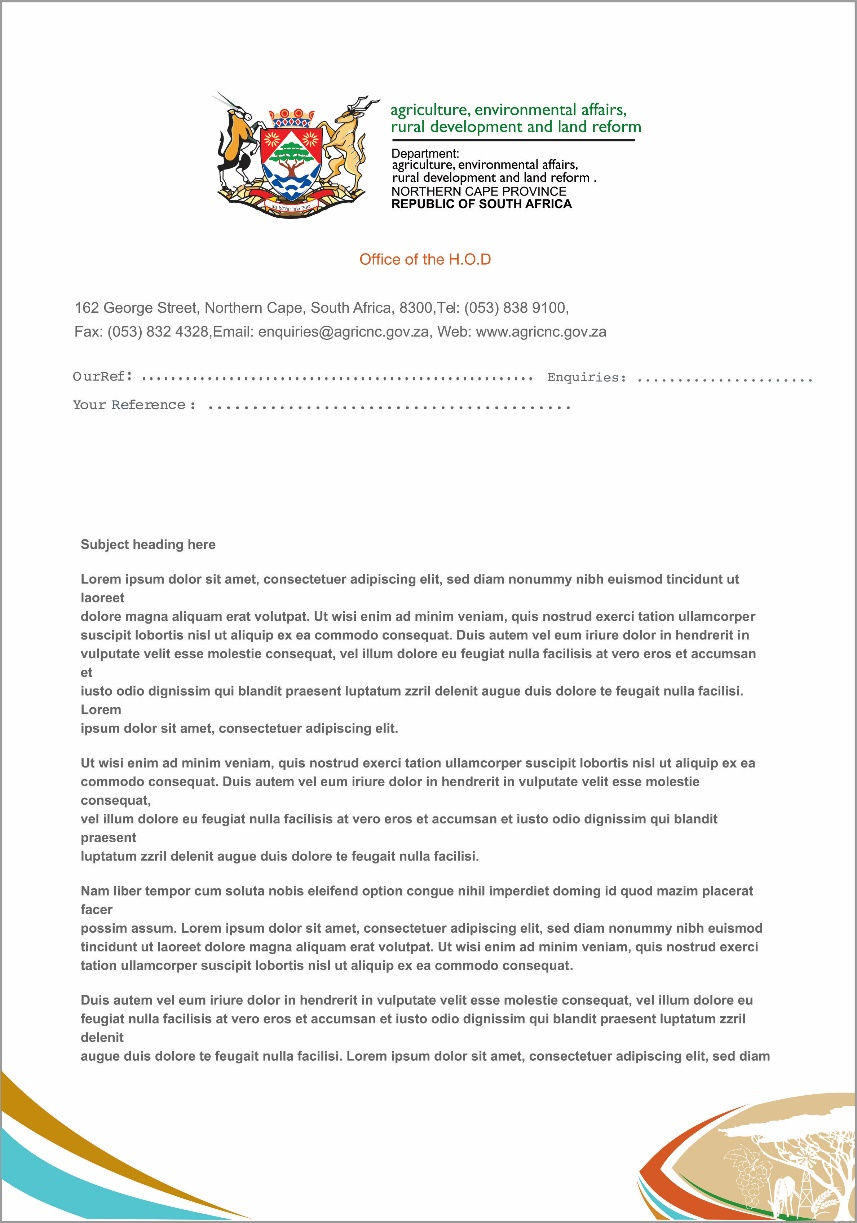 agriculture, environmental affairs,
rural development and land reform
Department:
agriculture, environmental affairs,
rural development and land reform .
NORTHERN CAPE PROVINCE
REPUBLIC OF SOUTH AFRICA
Office of the H.O.D
162 George Street, Northern Cape, South Africa, 8300,Tel: (053) 838 9100,
Fax: (053) 832 4328,Email: enquiries@agricnc.gov.za, Web: www.agricnc.gov.za
OurRef: ...................................................... Enquiries: ......................
Your Reference : .........................................
Subject heading here
Lorem ipsum dolor sit amet, consectetuer adipiscing elit, sed diam nonummy nibh euismod tincidunt ut
laoreet
dolore magna aliquam erat volutpat. Ut wisi enim ad minim veniam, quis nostrud exerci tation ullamcorper
suscipit lobortis nisl ut aliquip ex ea commodo consequat. Duis autem vel eum iriure dolor in hendrerit in
vulputate velit esse molestie consequat, vel illum dolore eu feugiat nulla facilisis at vero eros et accumsan
et
iusto odio dignissim qui blandit praesent luptatum zzril delenit augue duis dolore te feugait nulla facilisi.
Lorem
ipsum dolor sit amet, consectetuer adipiscing elit.
Ut wisi enim ad minim veniam, quis nostrud exerci tation ullamcorper suscipit lobortis nisl ut aliquip ex ea
commodo consequat. Duis autem vel eum iriure dolor in hendrerit in vulputate velit esse molestie
consequat,
vel illum dolore eu feugiat nulla facilisis at vero eros et accumsan et iusto odio dignissim qui blandit
praesent
luptatum zzril delenit augue duis dolore te feugait nulla facilisi.
Nam liber tempor cum soluta nobis eleifend option congue nihil imperdiet doming id quod mazim placerat
facer
possim assum. Lorem ipsum dolor sit amet, consectetuer adipiscing elit, sed diam nonummy nibh euismod
tincidunt ut laoreet dolore magna aliquam erat volutpat. Ut wisi enim ad minim veniam, quis nostrud exerci
tation ullamcorper suscipit lobortis nisl ut aliquip ex ea commodo consequat.
Duis autem vel eum iriure dolor in hendrerit in vulputate velit esse molestie consequat, vel illum dolore eu
feugiat nulla facilisis at vero eros et accumsan et iusto odio dignissim qui blandit praesent luptatum zzril
delenit
augue duis dolore te feugait nulla facilisi. Lorem ipsum dolor sit amet, consectetuer adipiscing elit, sed diam